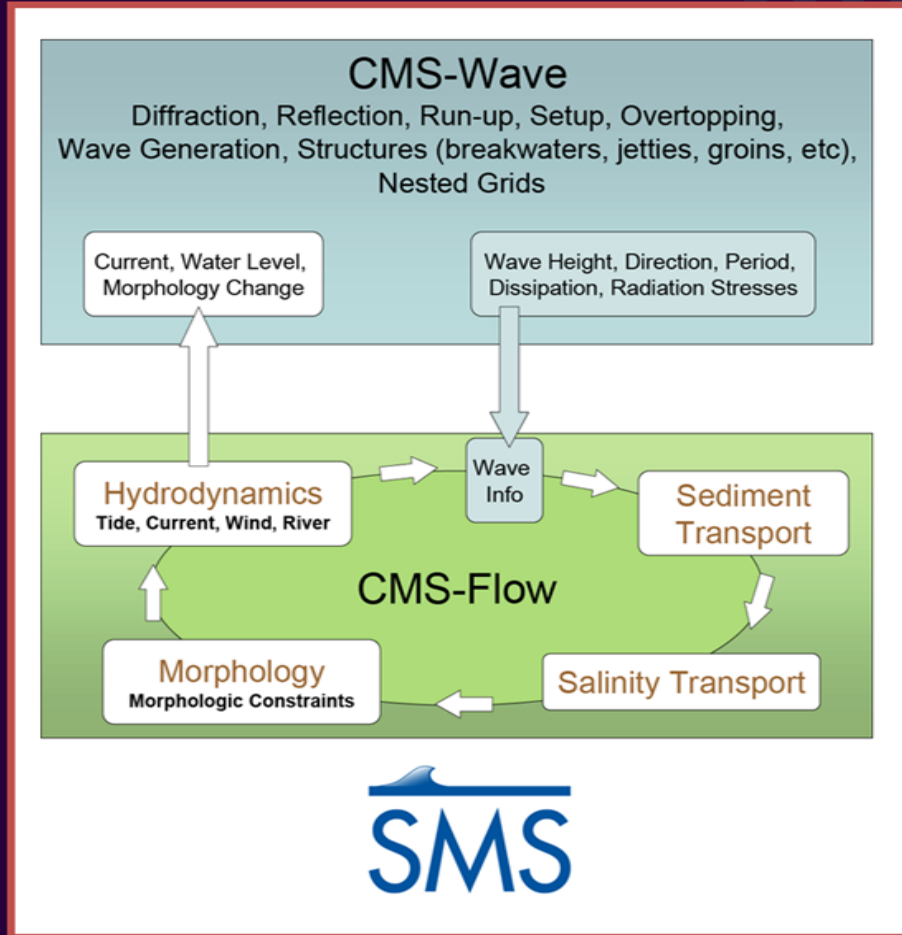 CMS-Wave
Diffraction, Reflection, Run-up, Setup, Overtopping,
Wave Generation, Structures (breakwaters, jetties, groins, etc),
Nested Grids
Current, Water Level,
Morphology Change
Wave Height, Direction, Period,
Dissipation, Radiation Stresses
Hydrodynamics
Tide, Current, Wind, River
Wave
Info
Sediment
Transport
CMS-Flow
Morphology
Morphologic Constraints
Salinity Transport
SMS